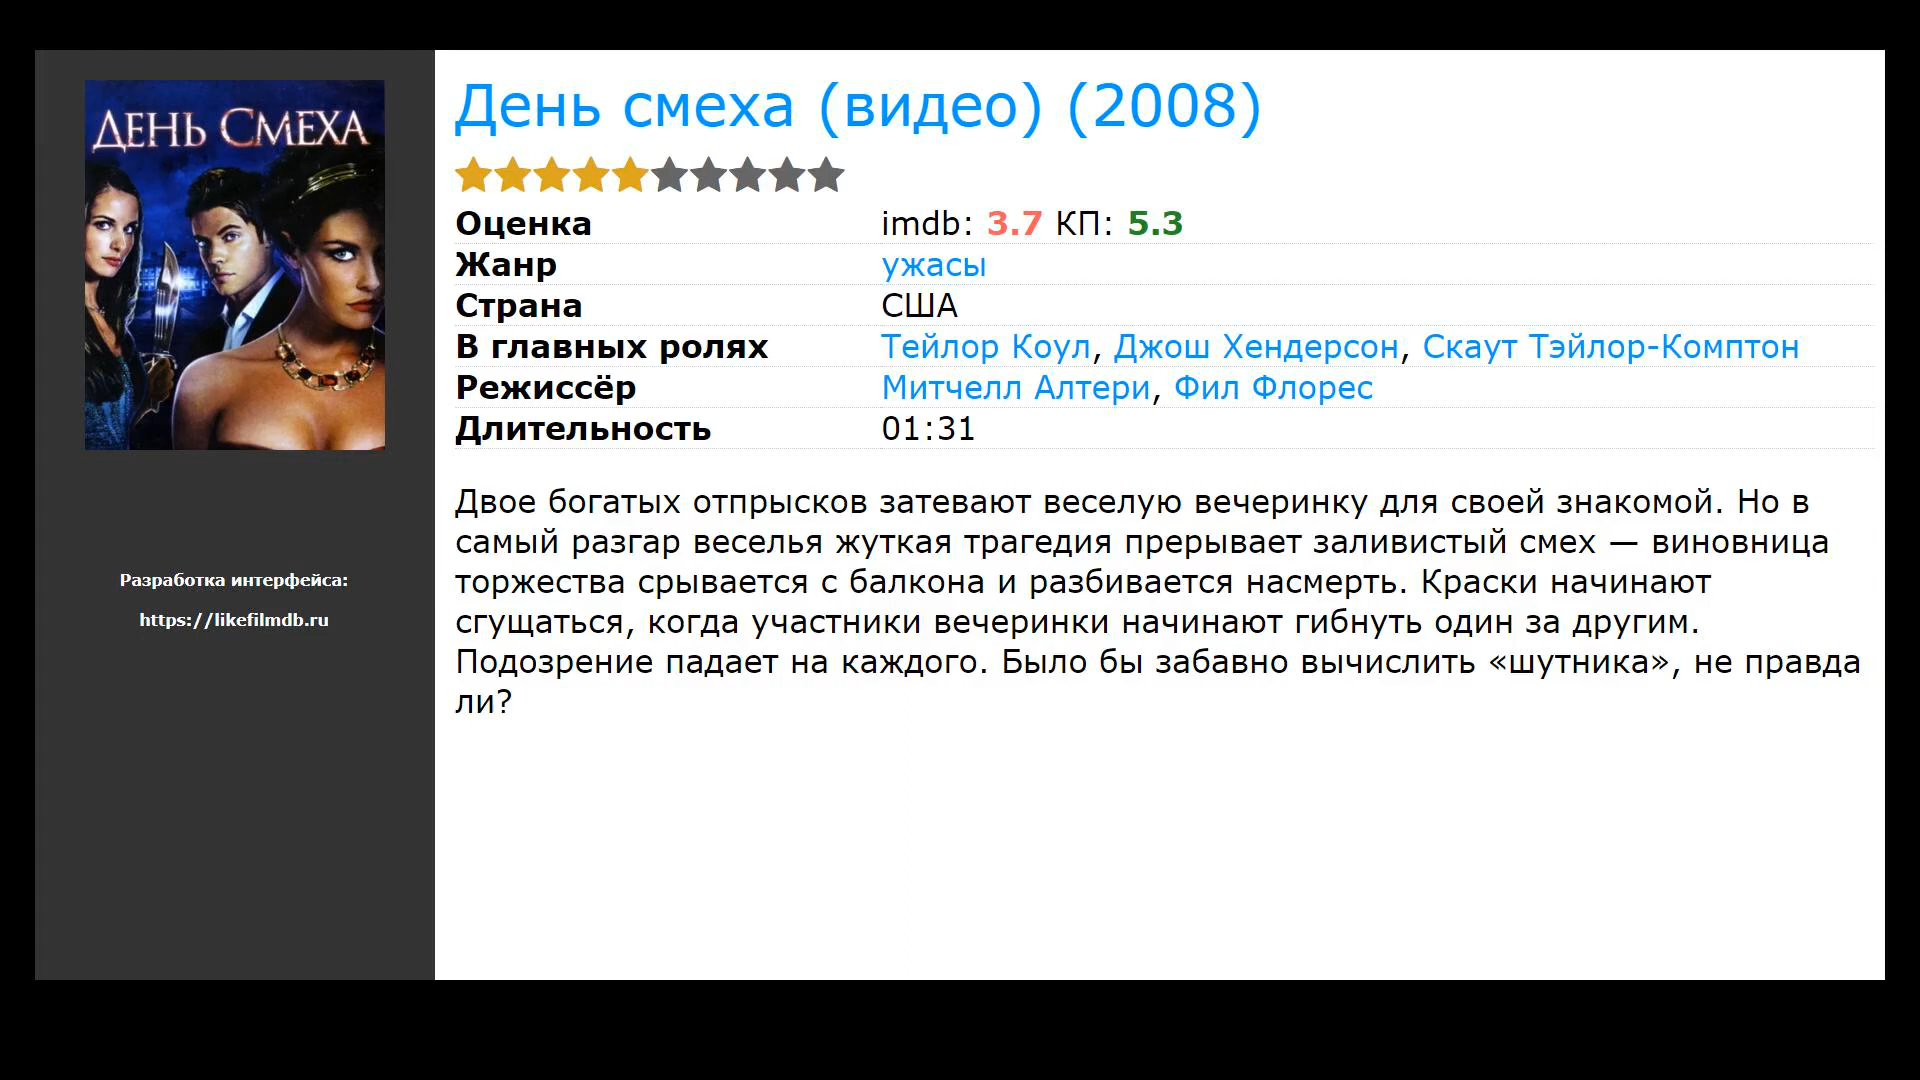 ДЕНЬ СМЕХА
Разработка интерфейса:
https://likefilmdb.ru
День смеха (видео) (2008)
Оценка imdb: 3.7 КП: 5.3
Жанр ужасы
Страна США
В главных ролях Тейлор Коул, Джош Хендерсон, Скаут Тэйлор-Комптон
Режиссёр Митчелл Алтери, Фил Флорес
Длительность 01:31
Двое богатых отпрысков затевают веселую вечеринку для своей знакомой. Но в
самый разгар веселья жуткая трагедия прерывает заливистый смех — виновница
торжества срывается с балкона и разбивается насмерть. Краски начинают
сгущаться, когда участники вечеринки начинают гибнуть один за другим.
Подозрение падает на каждого. Было бы забавно вычислить «шутника», не правда
ли?